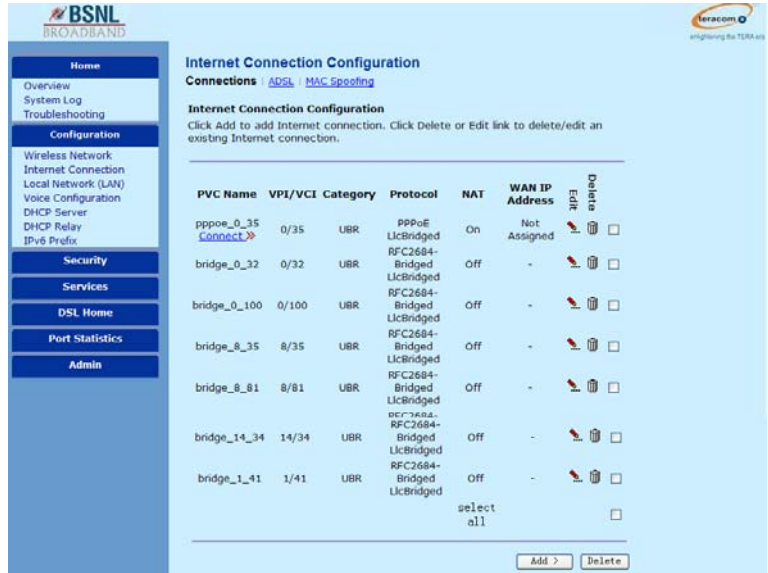 BSNL
BROADBAND
teracom
enlightening the TERA era
Home
Overview
System Log
Troubleshooting
Configuration
Wireless Network
Internet Connection
Local Network (LAN)
Voice Configuration
DHCP Server
DHCP Relay
IPv6 Prefix
Security
Services
DSL Home
Port Statistics
Admin
Internet Connection Configuration
Connections | ADSL | MAC Spoofing
Internet Connection Configuration
Click Add to add Internet connection. Click Delete or Edit link to delete/edit an
existing Internet connection.
PVC Name VPI/VCI Category Protocol NAT WAN IP Address Edit Delete
pppoe_0_35 0/35 UBR PPPoE On Not
Connect » LlcBridged Assigned
RFC2684-
bridge_0_32 0/32 UBR Bridged Off -
LlcBridged
RFC2684-
bridge_0_100 0/100 UBR Bridged Off -
LlcBridged
RFC2684-
bridge_8_35 8/35 UBR Bridged Off -
LlcBridged
RFC2684-
bridge_8_81 8/81 UBR Bridged Off -
LlcBridged
RFC2684-
RFC2684-
bridge_14_34 14/34 UBR Bridged Off -
LlcBridged
RFC2684-
bridge_1_41 1/41 UBR Bridged Off -
LlcBridged
select
all
Add > Delete